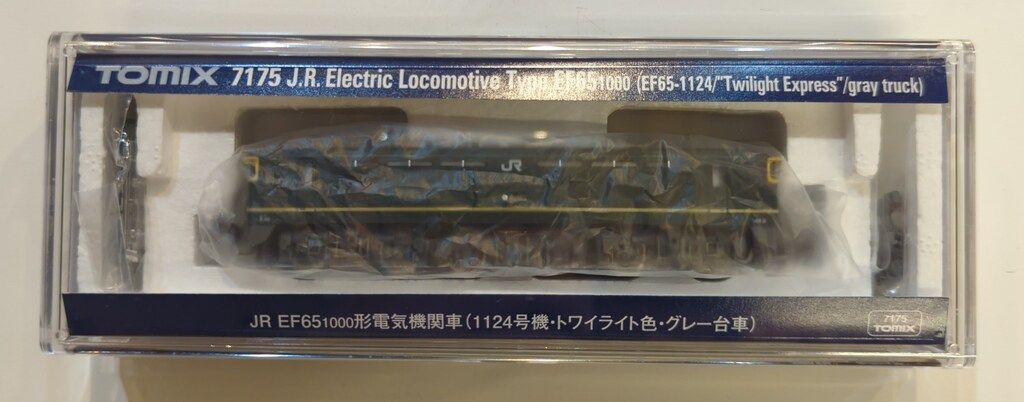 TOMIX 7175 J.R. Electric Locomotive Type EF651000 (EF65-1124/"Twilight Express"/gray truck)
JR
JR EF651000形電気機関車(1124号機・トワイライト色・グレー台車)
7175
TOMIX